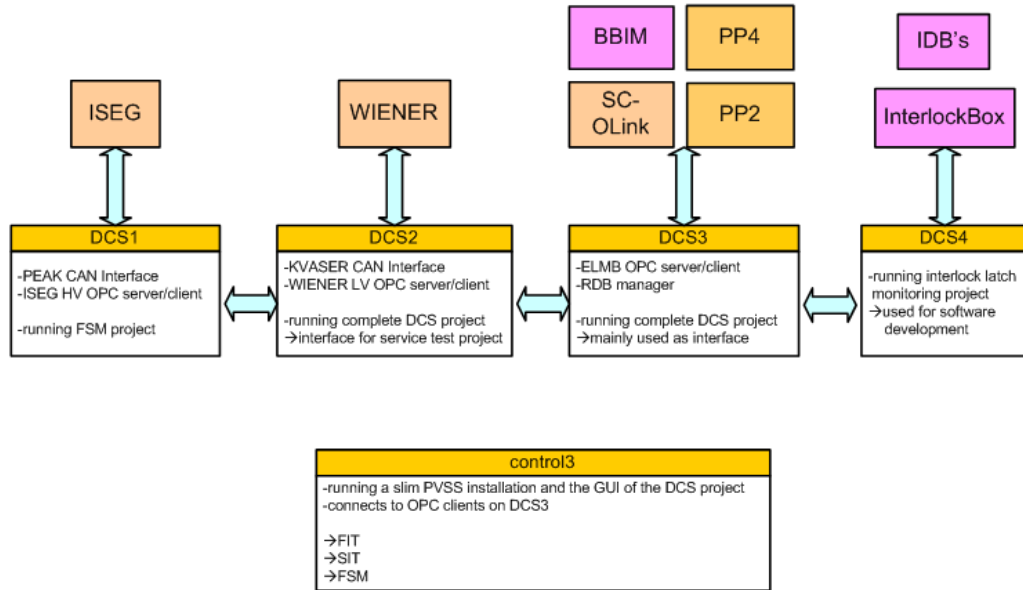 BBIM
PP4
IDB's
ISEG
WIENER
SC-
OLink
PP2
InterlockBox
DCS1
-PEAK CAN Interface
-ISEG HV OPC server/client
-running FSM project
DCS2
-KVASER CAN Interface
-WIENER LV OPC server/client
-running complete DCS project
→interface for service test project
DCS3
-ELMB OPC server/client
-RDB manager
-running complete DCS project
→mainly used as interface
DCS4
-running interlock latch
monitoring project
→used for software
development
control3
-running a slim PVSS installation and the GUI of the DCS project
-connects to OPC clients on DCS3
→FIT
→SIT
→FSM